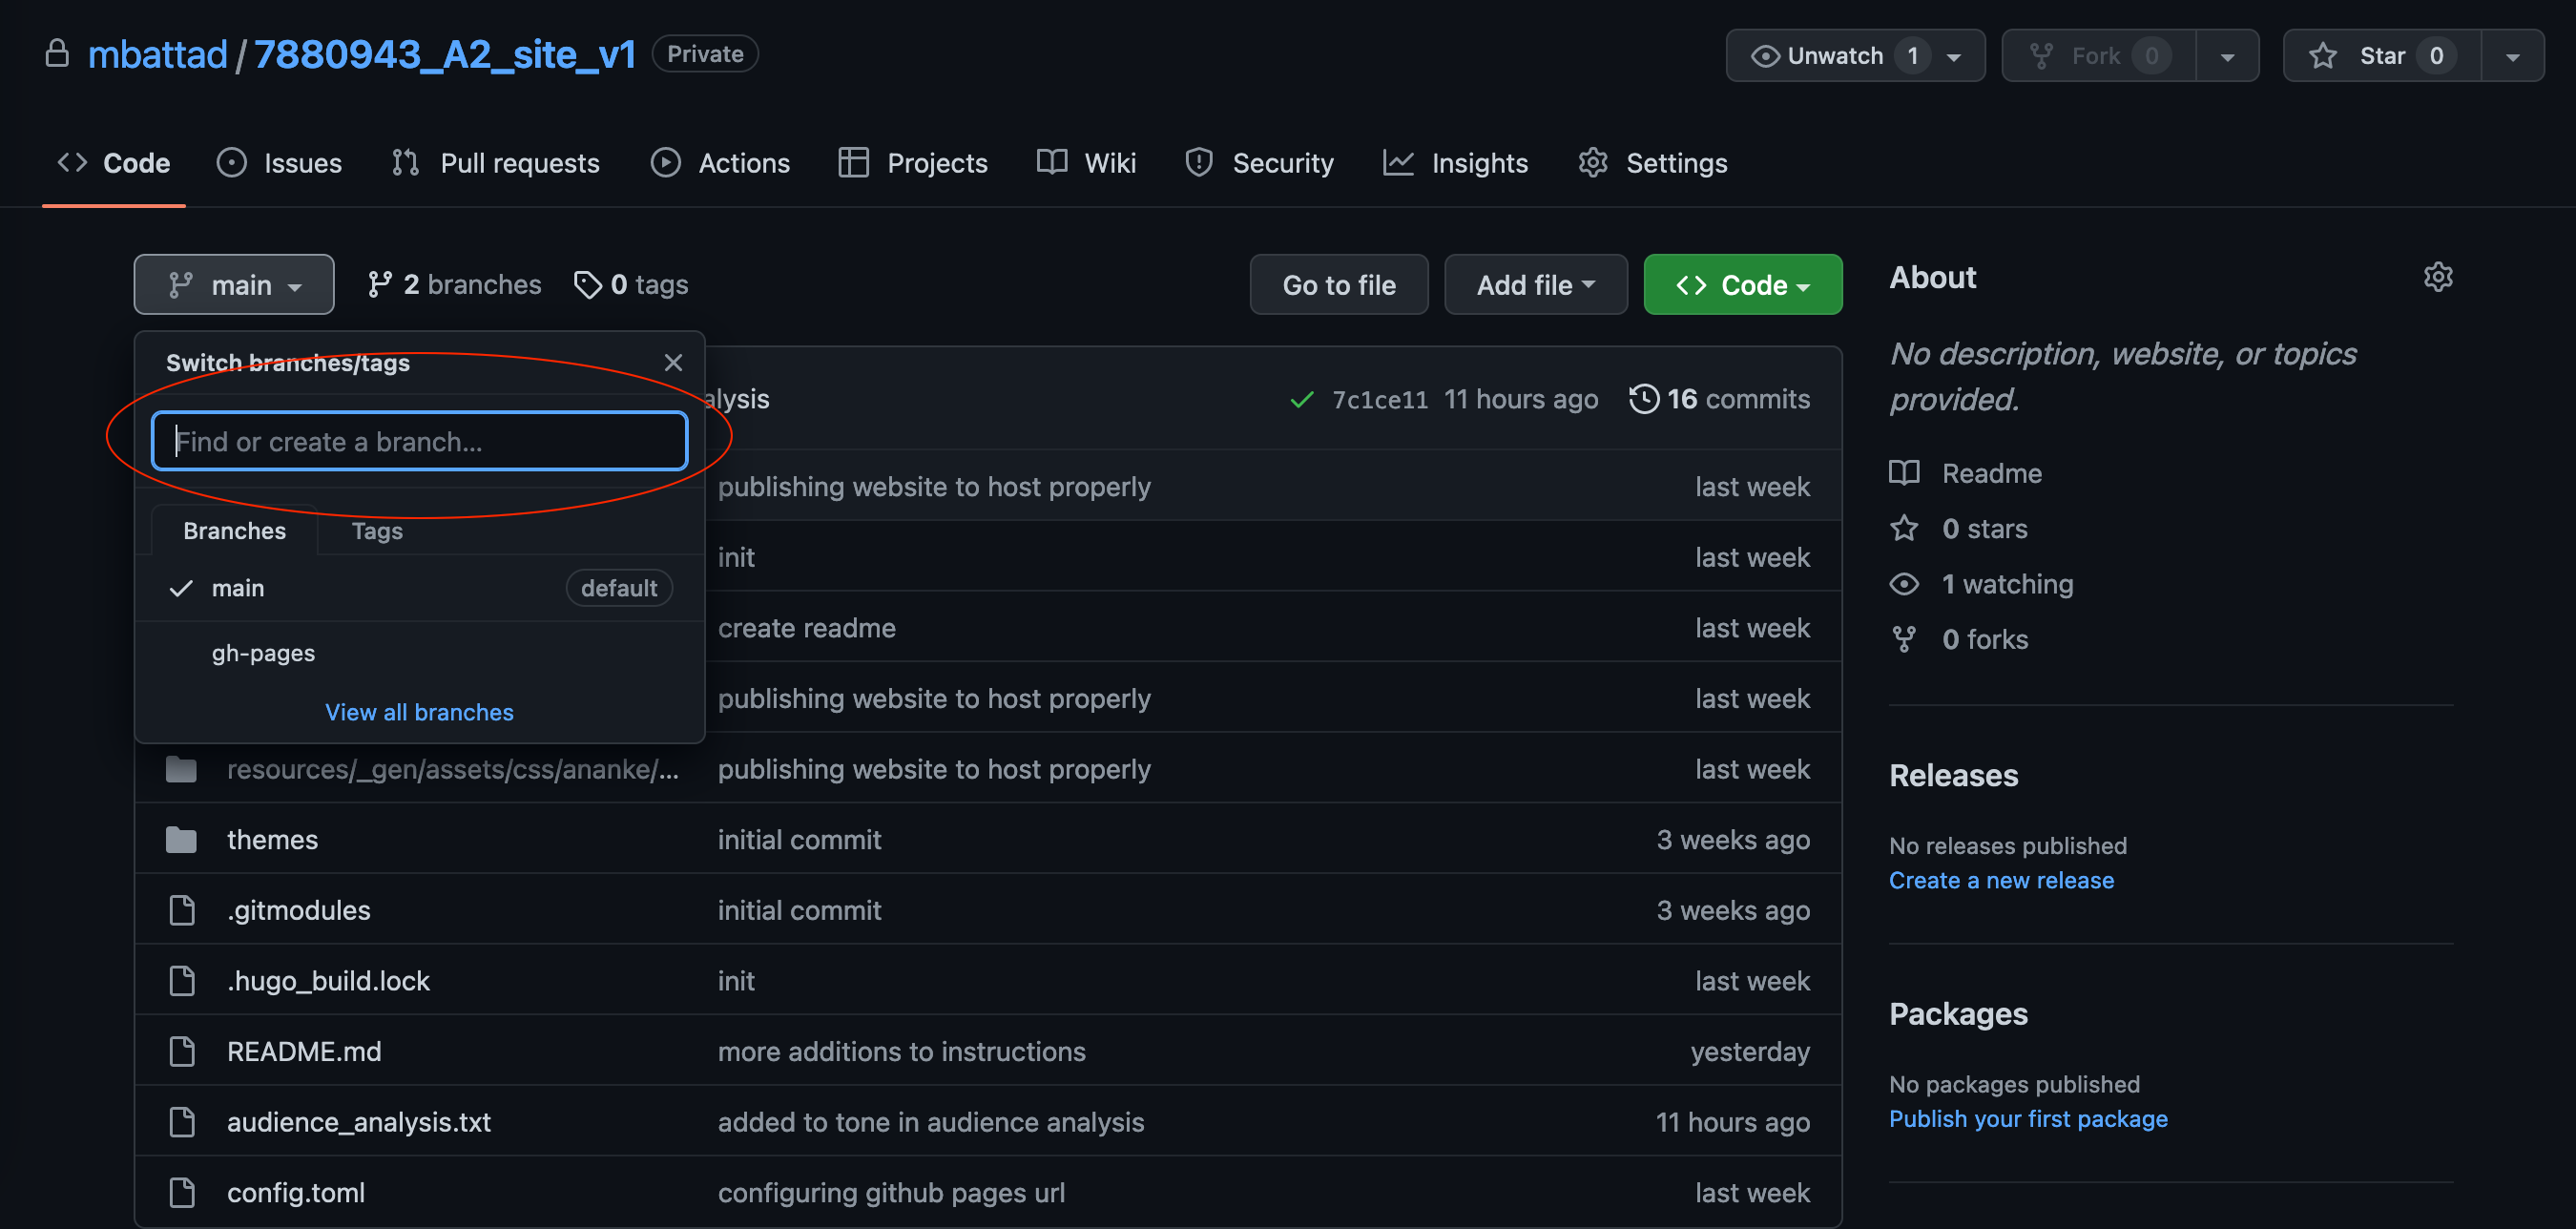 mbattad / 7880943_A2_site_v1 Private Unwatch 1 Fork 0 Star 0
Code Issues Pull requests Actions Projects Wiki Security Insights Settings
main 2 branches 0 tags Go to file Add file Code
Switch branches/tags
Find or create a branch...
Branches Tags
main default
gh-pages
View all branches
alysis 7c1ce11 11 hours ago 16 commits
publishing website to host properly last week
init last week
create readme last week
publishing website to host properly last week
resources/_gen/assets/css/ananke/... publishing website to host properly last week
themes initial commit 3 weeks ago
.gitmodules initial commit 3 weeks ago
.hugo_build.lock init last week
README.md more additions to instructions yesterday
audience_analysis.txt added to tone in audience analysis 11 hours ago
config.toml configuring github pages url last week
About
No description, website, or topics
provided.
Readme
0 stars
1 watching
0 forks
Releases
No releases published
Create a new release
Packages
No packages published
Publish your first package